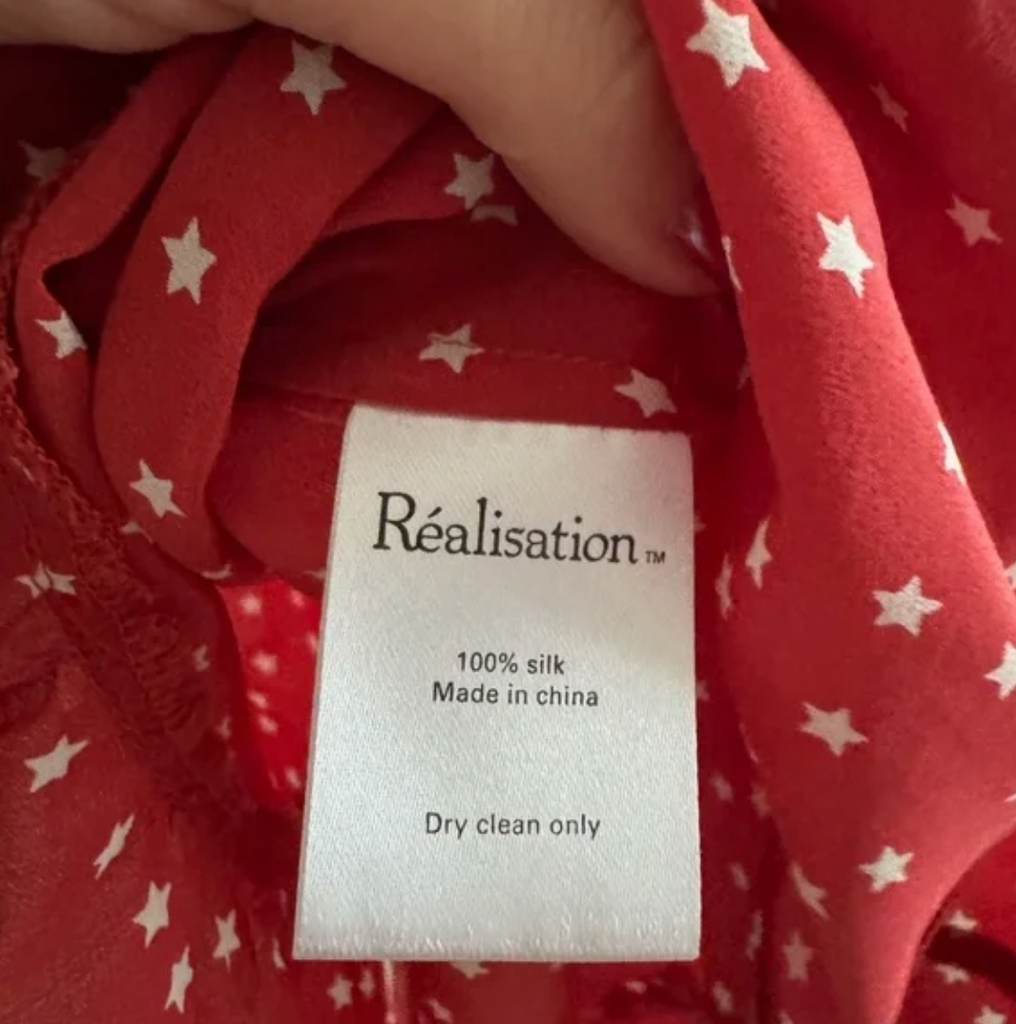 Réalisation™
100% silk
Made in china
Dry clean only